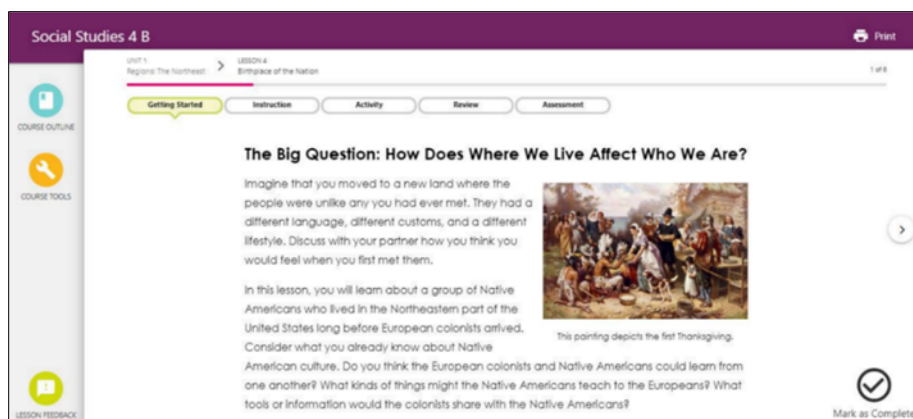 Social Studies 4 B
Print
UNIT 1
Regions: The Northeast
LESSON 4
Birthplace of the Nation
1 of 8
Getting Started
Instruction
Activity
Review
Assessment
COURSE OUTLINE
COURSE TOOLS
The Big Question: How Does Where We Live Affect Who We Are?
Imagine that you moved to a new land where the
people were unlike any you had ever met. They had a
different language, different customs, and a different
lifestyle. Discuss with your partner how you think you
would feel when you first met them.
In this lesson, you will learn about a group of Native
Americans who lived in the Northeastern part of the
United States long before European colonists arrived.
Consider what you already know about Native
American culture. Do you think the European colonists and Native Americans could learn from
one another? What kinds of things might the Native Americans teach to the Europeans? What
tools or information would the colonists share with the Native Americans?
This painting depicts the first Thanksgiving.
LESSON FEEDBACK
Mark as Complete